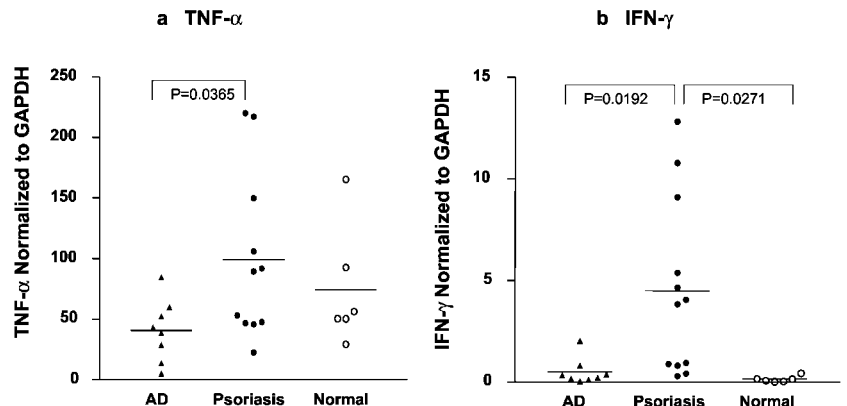 a TNF-α
TNF-α Normalized to GAPDH
250
200
150
100
50
0
P=0.0365
AD Psoriasis Normal
b IFN-γ
IFN-γ Normalized to GAPDH
15
10
5
0
P=0.0192 P=0.0271
AD Psoriasis Normal